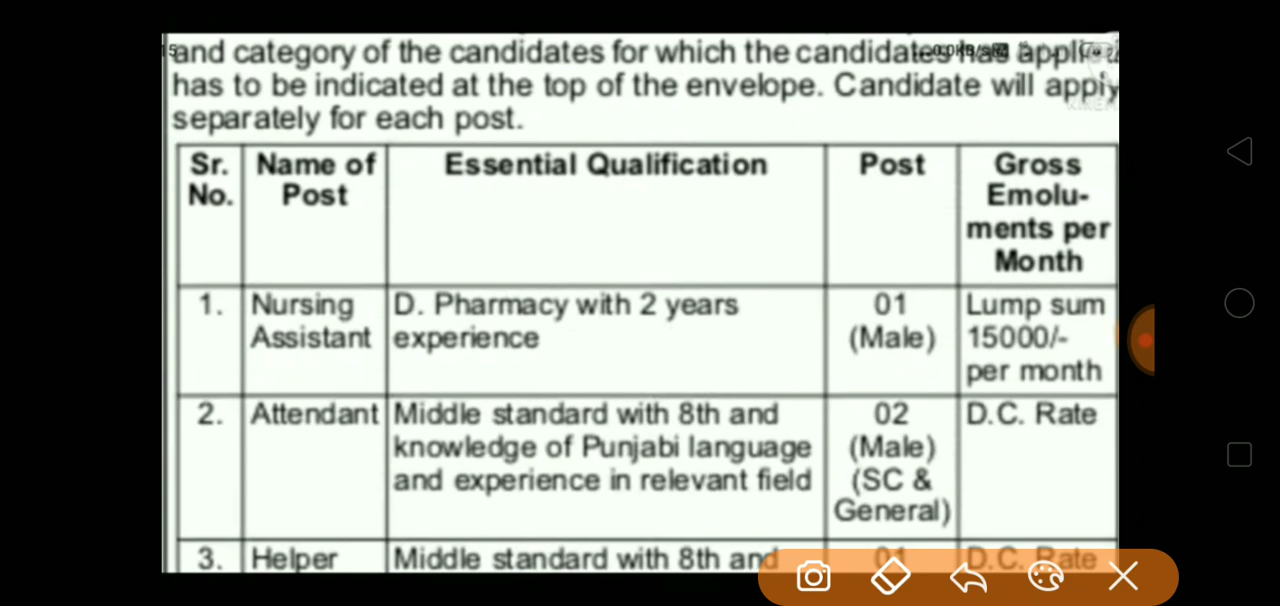 and category of the candidates for which the candidates has applied
has to be indicated at the top of the envelope. Candidate will apply
separately for each post.
Sr. No. Name of Post Essential Qualification Post Gross Emolu-ments per Month
1. Nursing Assistant D. Pharmacy with 2 years experience 01 (Male) Lump sum 15000/- per month
2. Attendant Middle standard with 8th and knowledge of Punjabi language and experience in relevant field 02 (Male) (SC & General) D.C. Rate
3. Helper Middle standard with 8th and 01 D.C. Rate